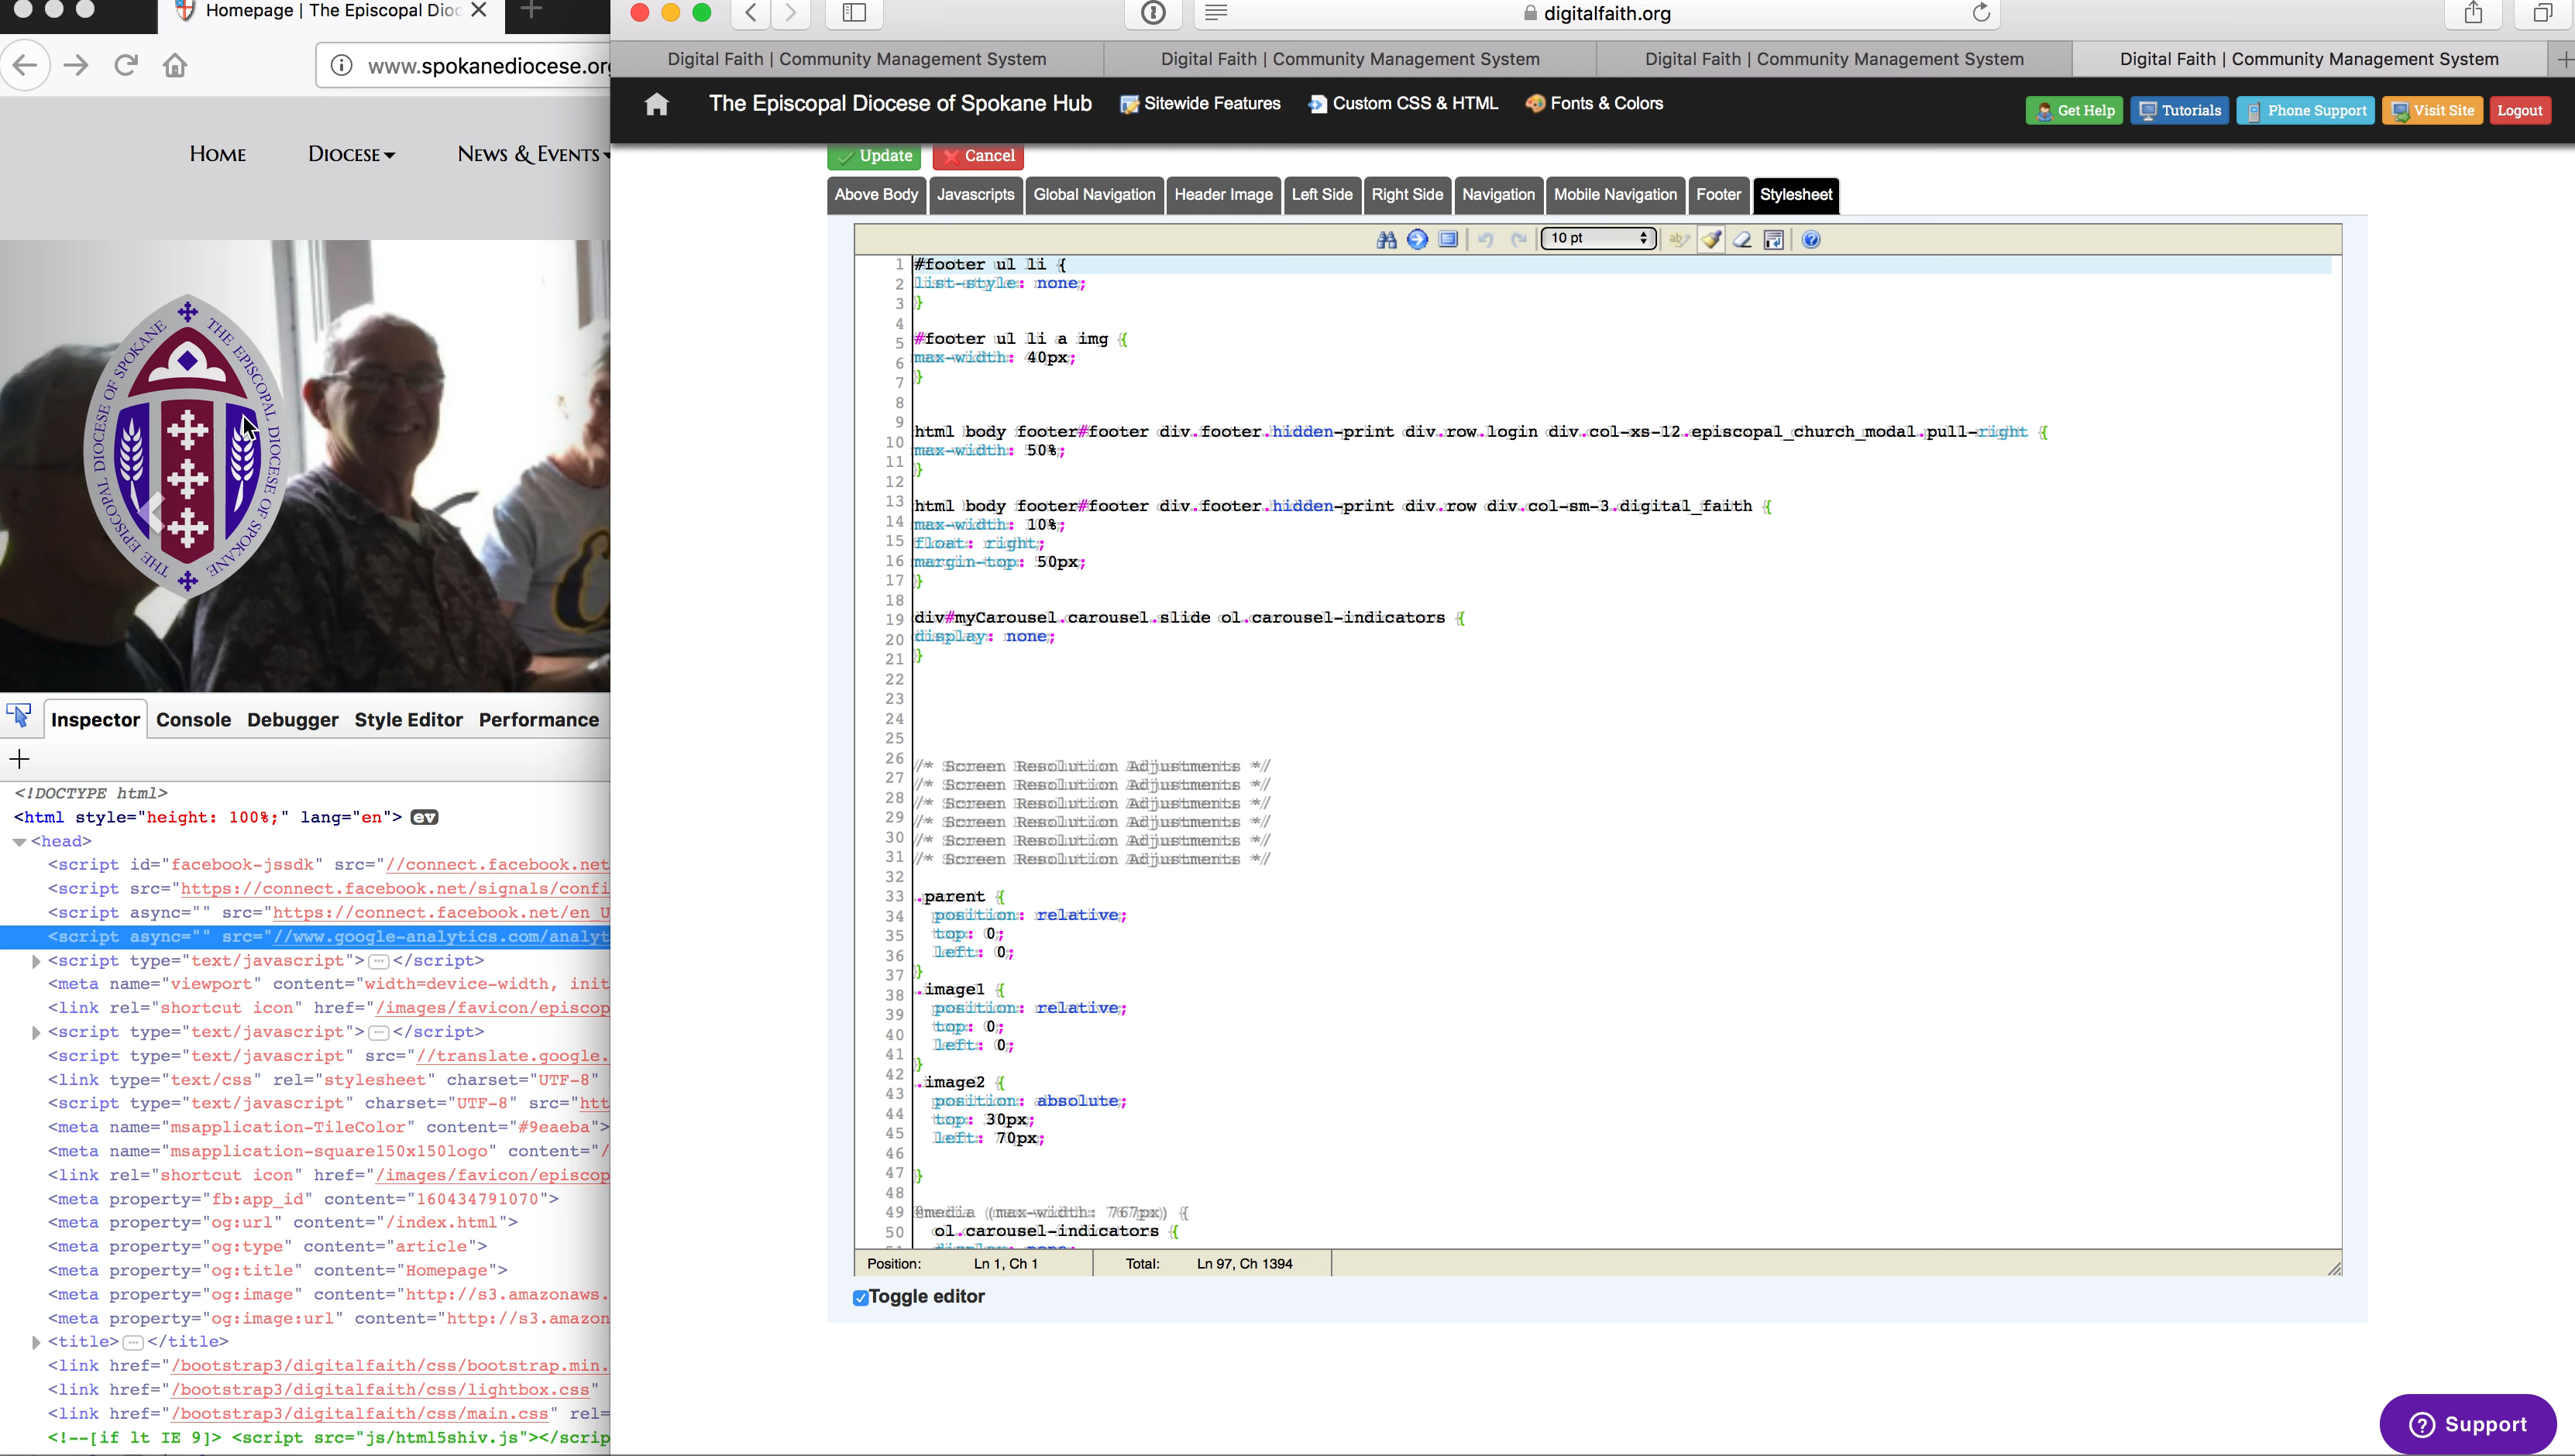 Homepage | The Episcopal Dioc
www.spokanediocese.org
HOME
DIOCESE
NEWS & EVENTS
THE EPISCOPAL DIOCESE OF SPOKANE
THE EPISCOPAL DIOCESE OF SPOKANE
Inspector Console Debugger Style Editor Performance
+
<!DOCTYPE html>
<html style="height: 100%;" lang="en"> ev
<head>
<script id="facebook-jssdk" src="//connect.facebook.net
<script src="https://connect.facebook.net/signals/confi
<script async="" src="https://connect.facebook.net/en_U
<script async="" src="//www.google-analytics.com/analyt
<script type="text/javascript"></script>
<meta name="viewport" content="width=device-width, init
<link rel="shortcut icon" href="/images/favicon/episcop
<script type="text/javascript"></script>
<script type="text/javascript" src="//translate.google.
<link type="text/css" rel="stylesheet" charset="UTF-8"
<script type="text/javascript" charset="UTF-8" src="htt
<meta name="msapplication-TileColor" content="#9eaeba">
<meta name="msapplication-square150x150logo" content="/
<link rel="shortcut icon" href="/images/favicon/episcop
<meta property="fb:app_id" content="160434791070">
<meta property="og:url" content="/index.html">
<meta property="og:type" content="article">
<meta property="og:title" content="Homepage">
<meta property="og:image" content="http://s3.amazonaws.
<meta property="og:image:url" content="http://s3.amazon
<title></title>
<link href="/bootstrap3/digitalfaith/css/bootstrap.min.
<link href="/bootstrap3/digitalfaith/css/lightbox.css"
<link href="/bootstrap3/digitalfaith/css/main.css" rel=
<!--[if lt IE 9]> <script src="js/html5shiv.js"></scrip
digitalfaith.org
Digital Faith | Community Management System
Digital Faith | Community Management System
Digital Faith | Community Management System
Digital Faith | Community Management System
The Episcopal Diocese of Spokane Hub Sitewide Features Custom CSS & HTML Fonts & Colors
Get Help Tutorials Phone Support Visit Site Logout
Update Cancel
Above Body Javascripts Global Navigation Header Image Left Side Right Side Navigation Mobile Navigation Footer Stylesheet
10 pt
1 #footer ul li {
2 list-style: none;
3 }
4
5 #footer ul li a img {
6 max-width: 40px;
7 }
8
9
10 html body footer#footer div.footer.hidden-print div.row.login div.col-xs-12.episcopal_church_modal.pull-right {
11 max-width: 50%;
12 }
13
14 html body footer#footer div.footer.hidden-print div.row div.col-sm-3.digital_faith {
15 max-width: 10%;
16 float: right;
17 margin-top: 50px;
18 }
19
20 div#myCarousel.carousel.slide ol.carousel-indicators {
21 display: none;
22 }
23
24
25
26
27
28 /* Screen Resolution Adjustments */
29 /* Screen Resolution Adjustments */
30 /* Screen Resolution Adjustments */
31 /* Screen Resolution Adjustments */
32 /* Screen Resolution Adjustments */
33 /* Screen Resolution Adjustments */
34
35 .parent {
36 position: relative;
37 top: 0;
38 left: 0;
39 }
40 .image1 {
41 position: relative;
42 top: 0;
43 left: 0;
44 }
45 .image2 {
46 position: absolute;
47 top: 30px;
48 left: 70px;
49
50 }
@media (max-width: 767px) {
ol.carousel-indicators {
display: none;
Position: Ln 1, Ch 1 Total: Ln 97, Ch 1394
Toggle editor
Support